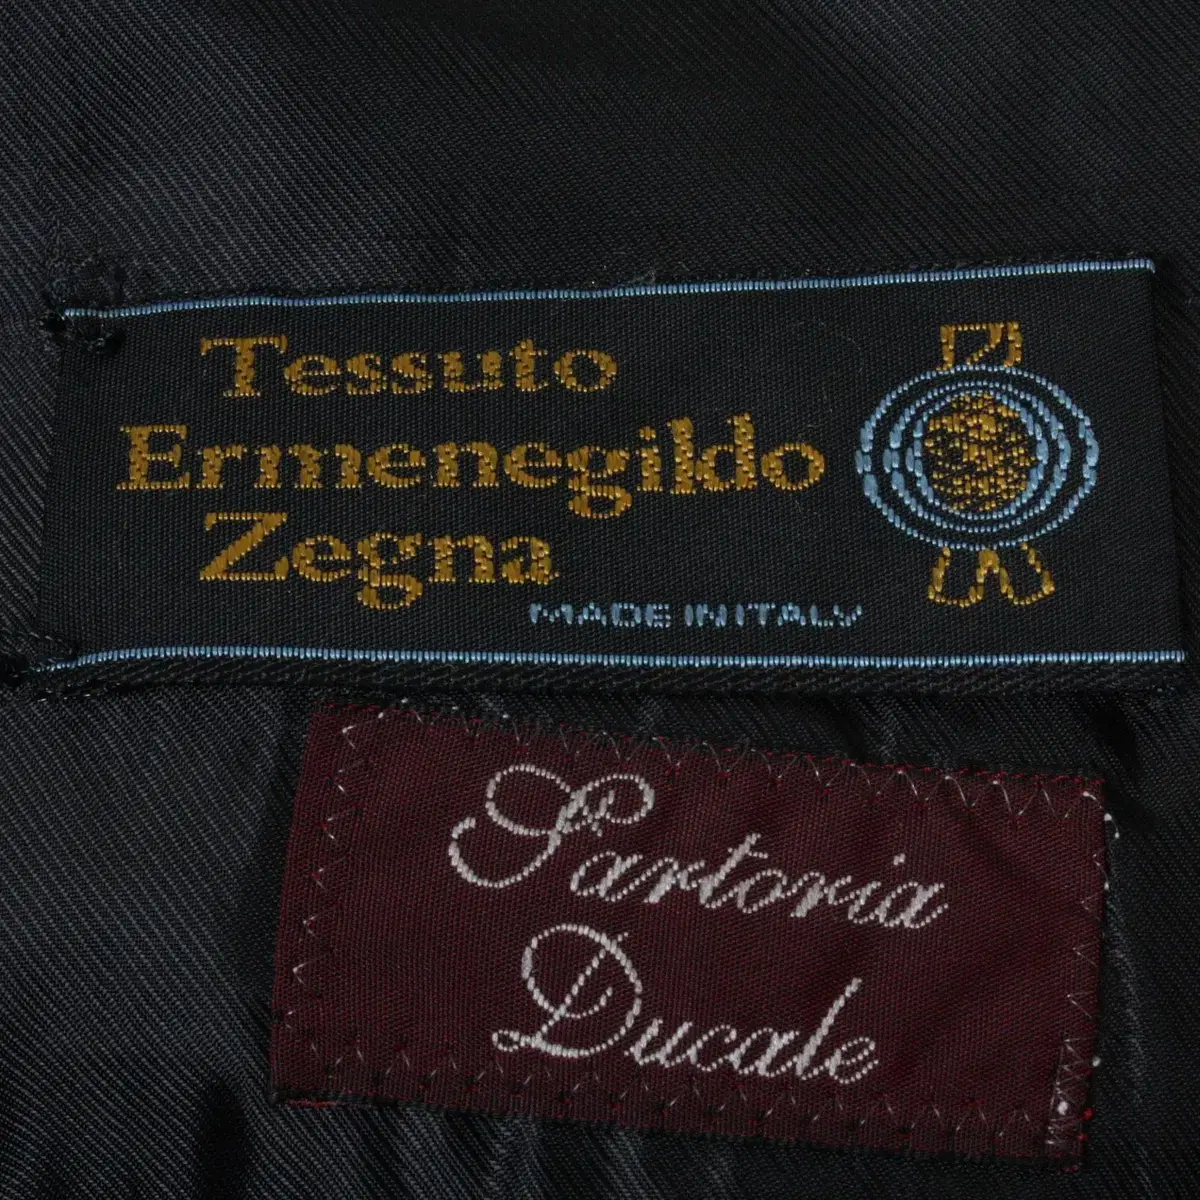 Tessuto
Ermenegildo
Zegna
MADE IN ITALY
Sartoria
Ducale